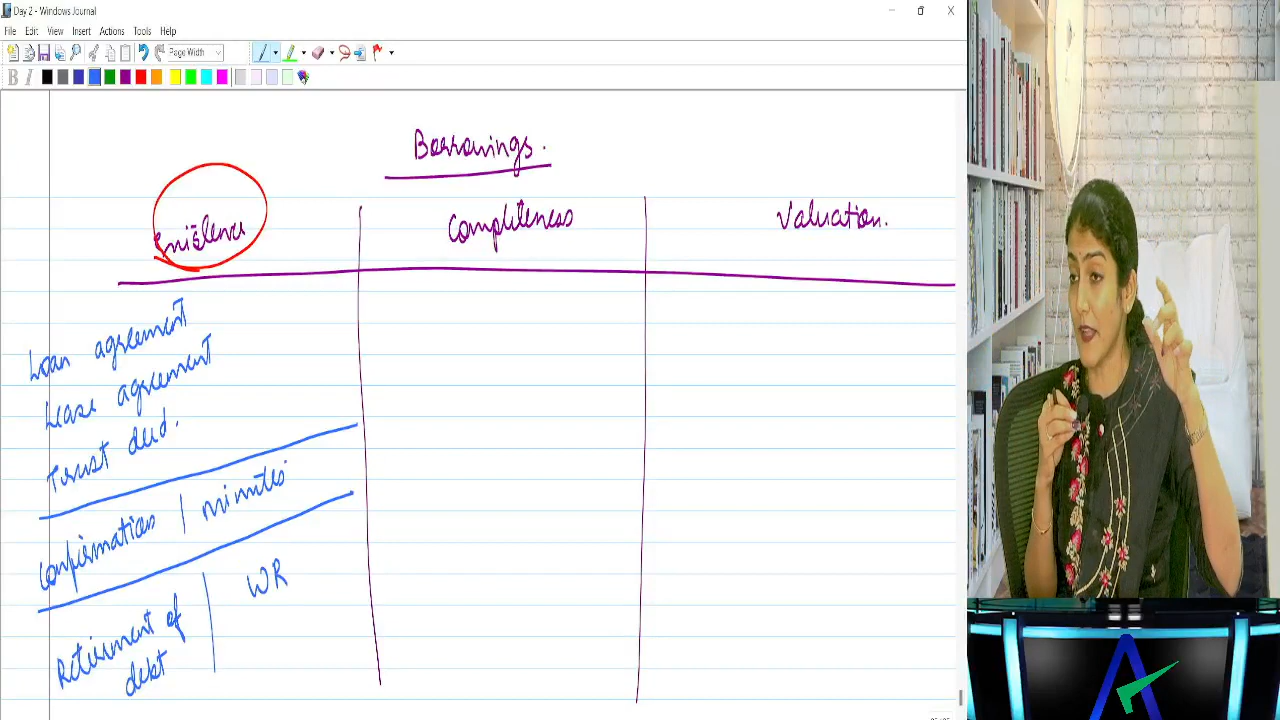 Day 2 - Windows Journal
File Edit View Insert Actions Tools Help
Page Width
B I
Borrowings.
Existence Completeness Valuation.
Loan agreement
Lease agreement
Trust deed.
Confirmations | minutes
Retirement of debt | WR